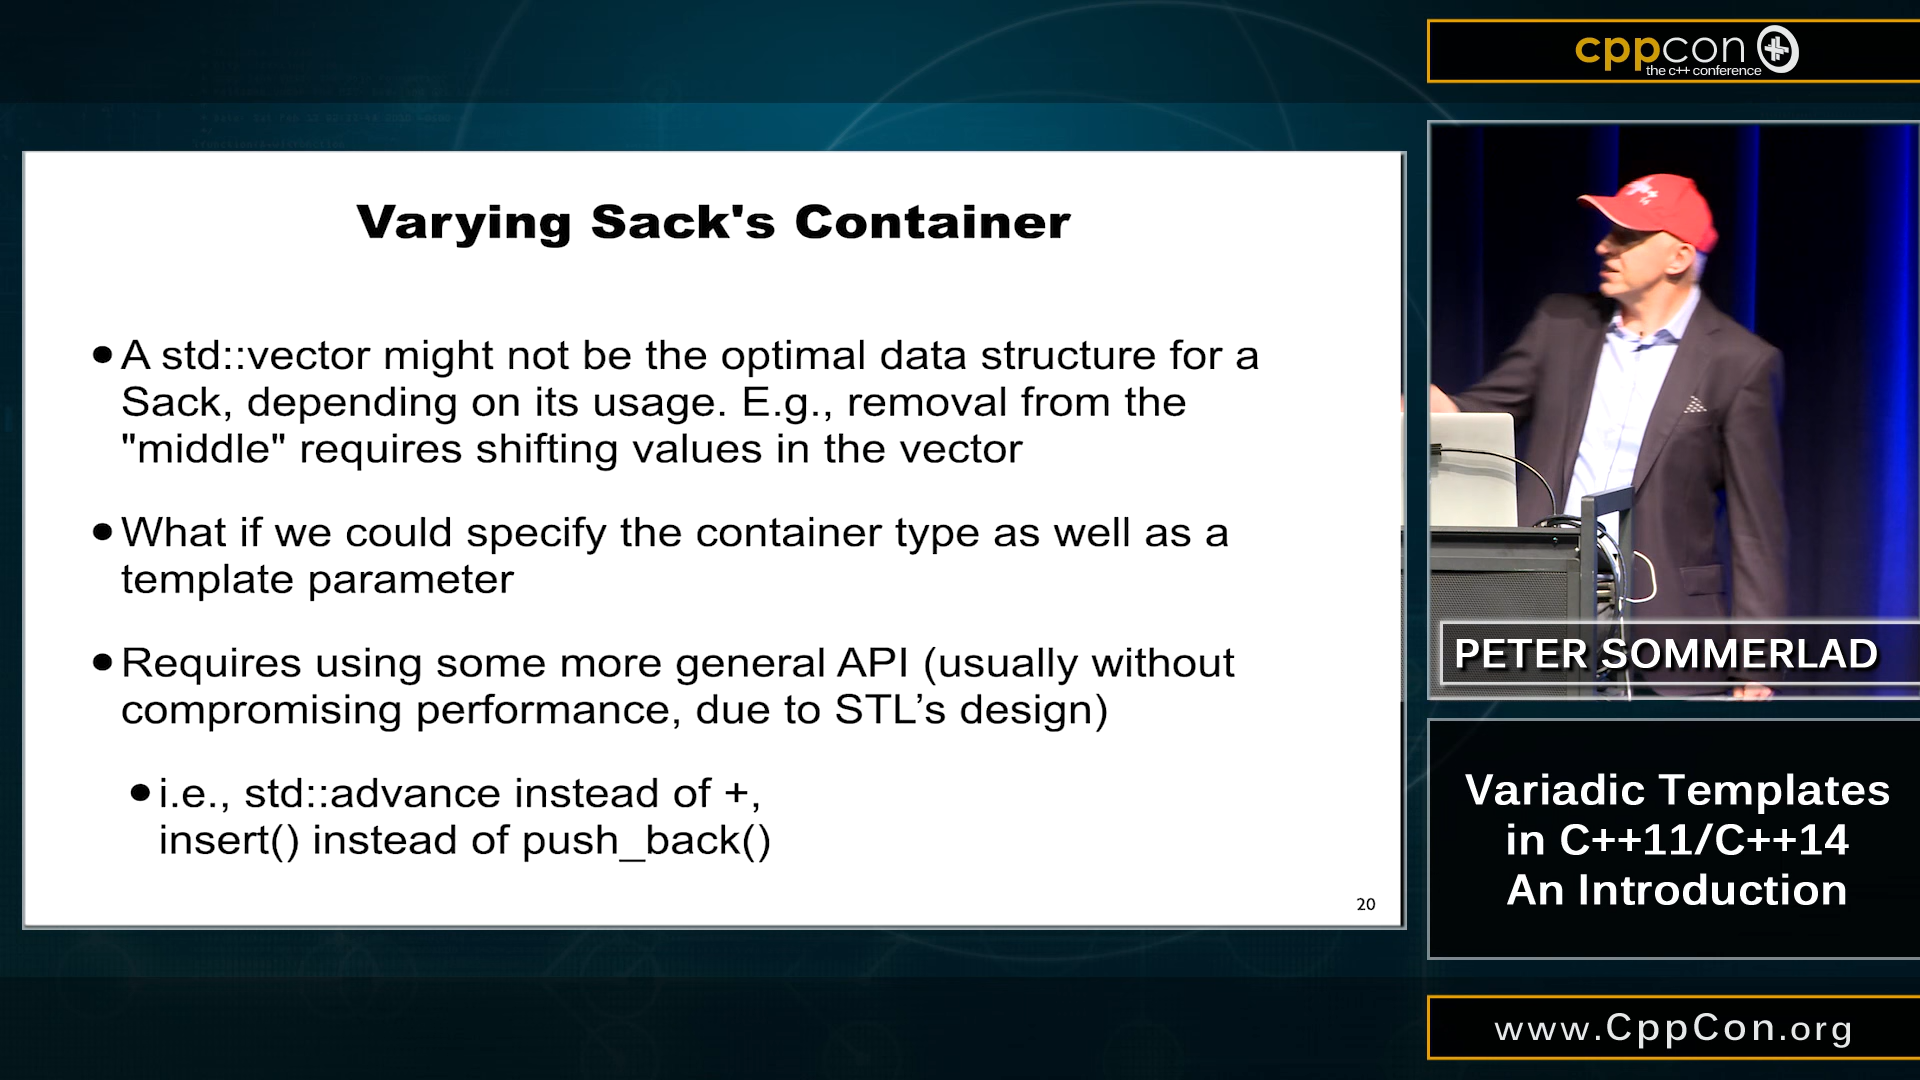 cppcon
the c++ conference
Varying Sack's Container
•A std::vector might not be the optimal data structure for a
Sack, depending on its usage. E.g., removal from the
"middle" requires shifting values in the vector
•What if we could specify the container type as well as a
template parameter
•Requires using some more general API (usually without
compromising performance, due to STL’s design)
•i.e., std::advance instead of +,
insert() instead of push_back()
20
PETER SOMMERLAD
Variadic Templates
in C++11/C++14
An Introduction
www.CppCon.org